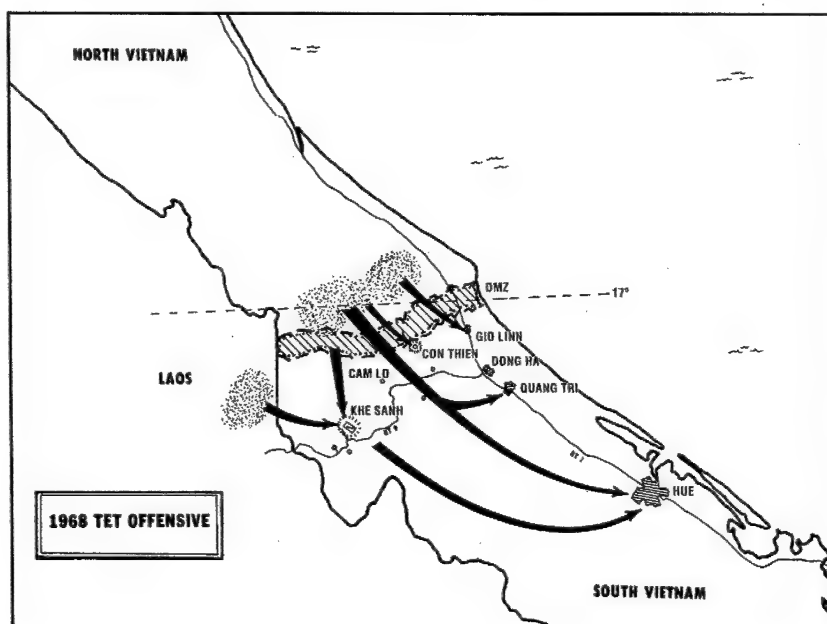 NORTH VIETNAM
DMZ
17°
GIO LINH
CON THIEN
DONG HA
LAOS
CAM LO
QUANG TRI
KHE SANH
HUE
1968 TET OFFENSIVE
SOUTH VIETNAM